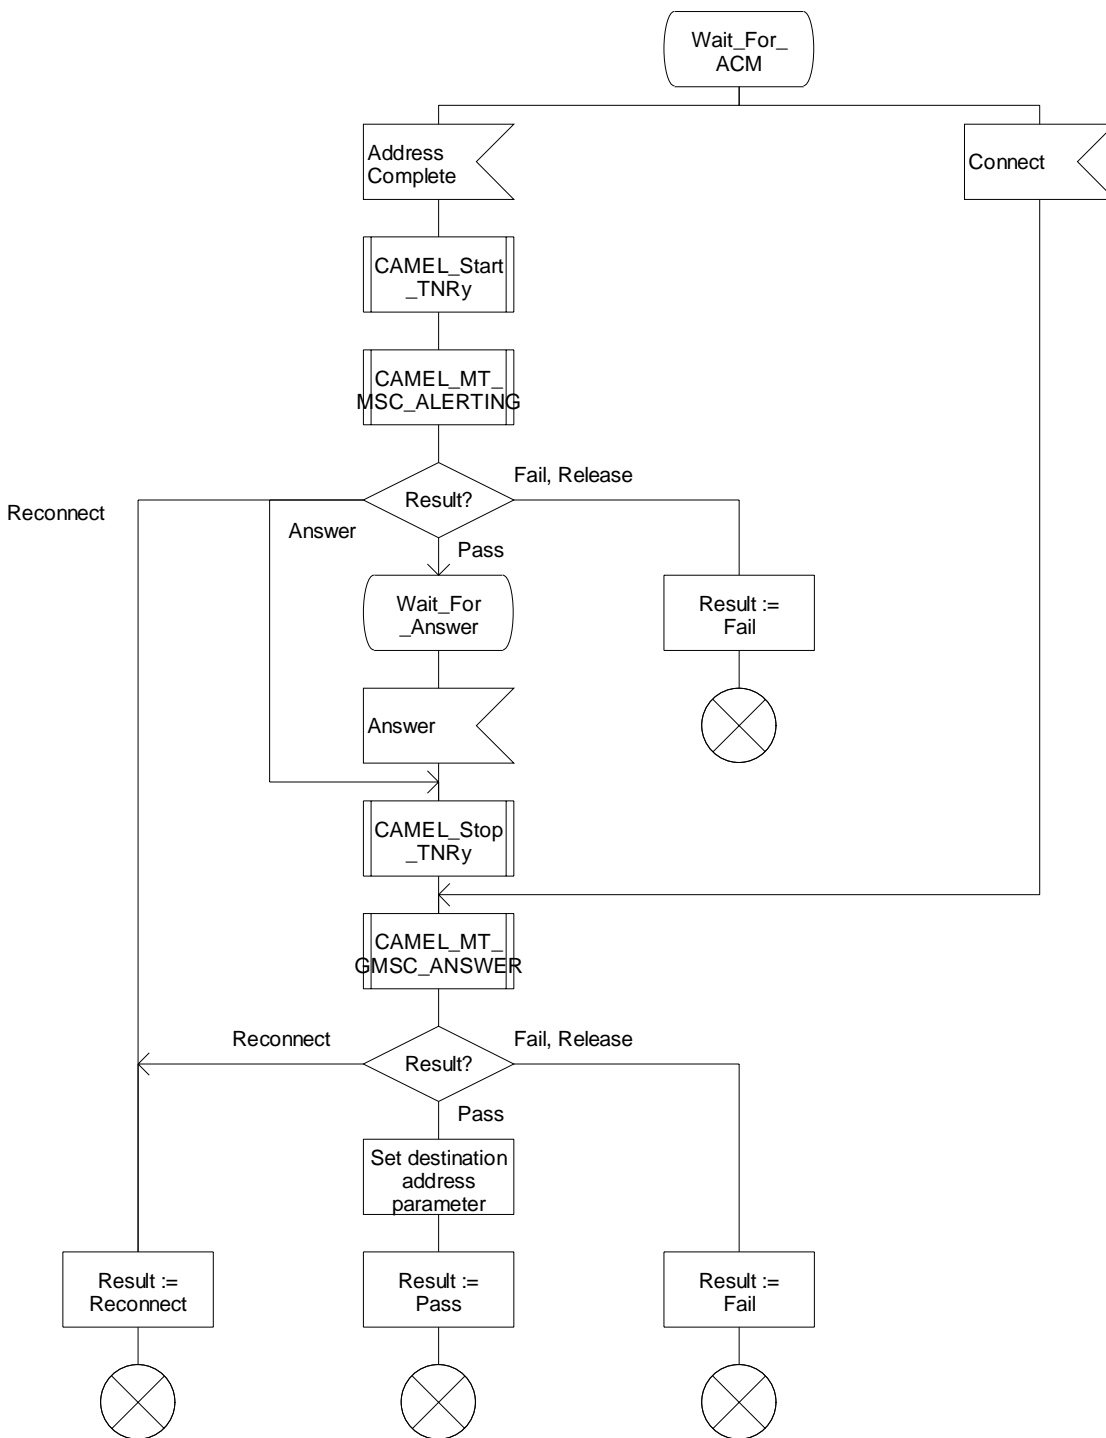 Wait_For_
ACM
Address
Complete
Connect
CAMEL_Start
_TNRy
CAMEL_MT_
MSC_ALERTING
Fail, Release
Reconnect
Result?
Answer
Pass
Wait_For
_Answer
Result :=
Fail
Answer
CAMEL_Stop
_TNRy
CAMEL_MT_
GMSC_ANSWER
Reconnect
Fail, Release
Result?
Pass
Set destination
address
parameter
Result :=
Reconnect
Result :=
Pass
Result :=
Fail